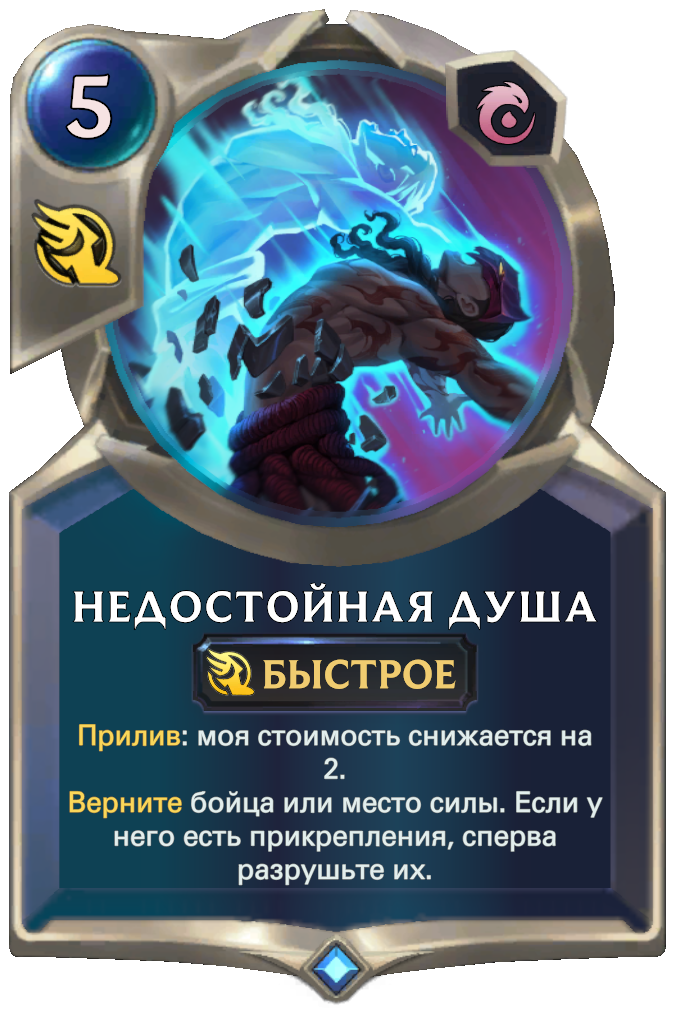 5
НЕДОСТОЙНАЯ ДУША
БЫСТРОЕ
Прилив: моя стоимость снижается на
2.
Верните бойца или место силы. Если у
него есть прикрепления, сперва
разрушьте их.